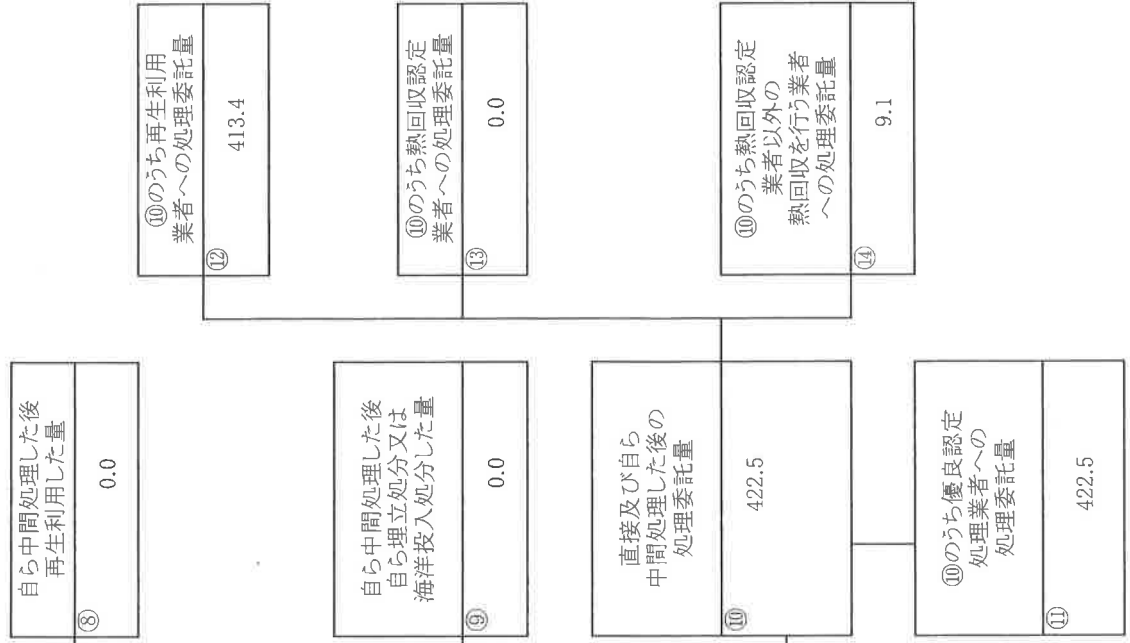 自ら中間処理した後
再生利用した量
⑧
0.0
自ら中間処理した後
自ら埋立処分又は
海洋投入処分した量
⑨
0.0
直接及び自ら
中間処理した後の
処理委託量
⑩
422.5
⑩のうち優良認定
処理業者への
処理委託量
⑪
422.5
⑩のうち再生利用
業者への処理委託量
⑫
413.4
⑩のうち熱回収認定
業者への処理委託量
⑬
0.0
⑩のうち熱回収認定
業者以外の
熱回収を行う業者
への処理委託量
⑭
9.1